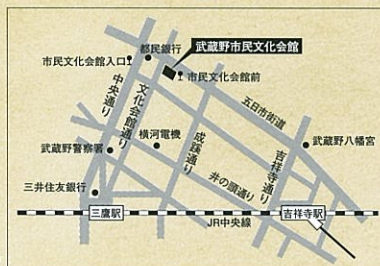 都民銀行
武蔵野市民文化会館
市民文化会館入口
市民文化会館前
中央通り
文化会館通り
五日市街道
横河電機
成蹊通り
武蔵野八幡宮
武蔵野警察署
吉祥寺通り
井の頭通り
三井住友銀行
三鷹駅
吉祥寺駅
JR中央線